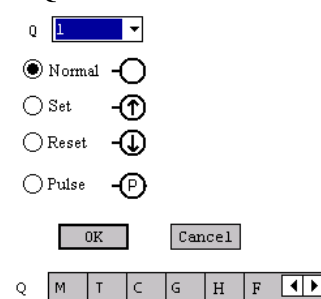 Q 1
Normal
Set
Reset
Pulse P
OK Cancel
Q M T C G H F